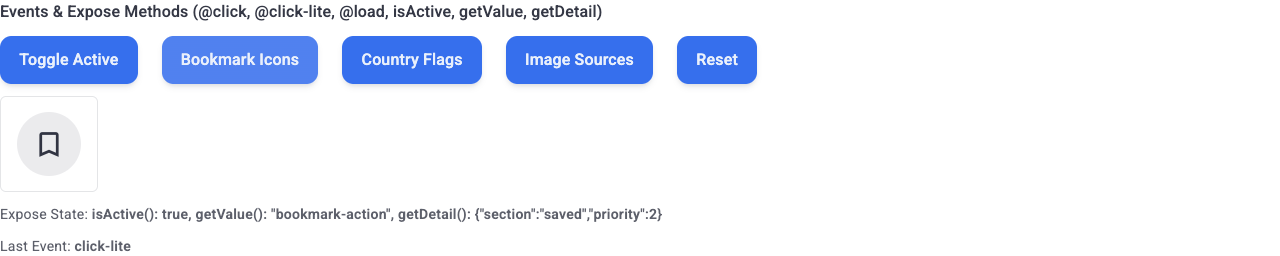 Events & Expose Methods (@click, @click-lite, @load, isActive, getValue, getDetail)
Toggle Active Bookmark Icons Country Flags Image Sources Reset
Expose State: isActive(): true, getValue(): "bookmark-action", getDetail(): {"section":"saved","priority":2}
Last Event: click-lite